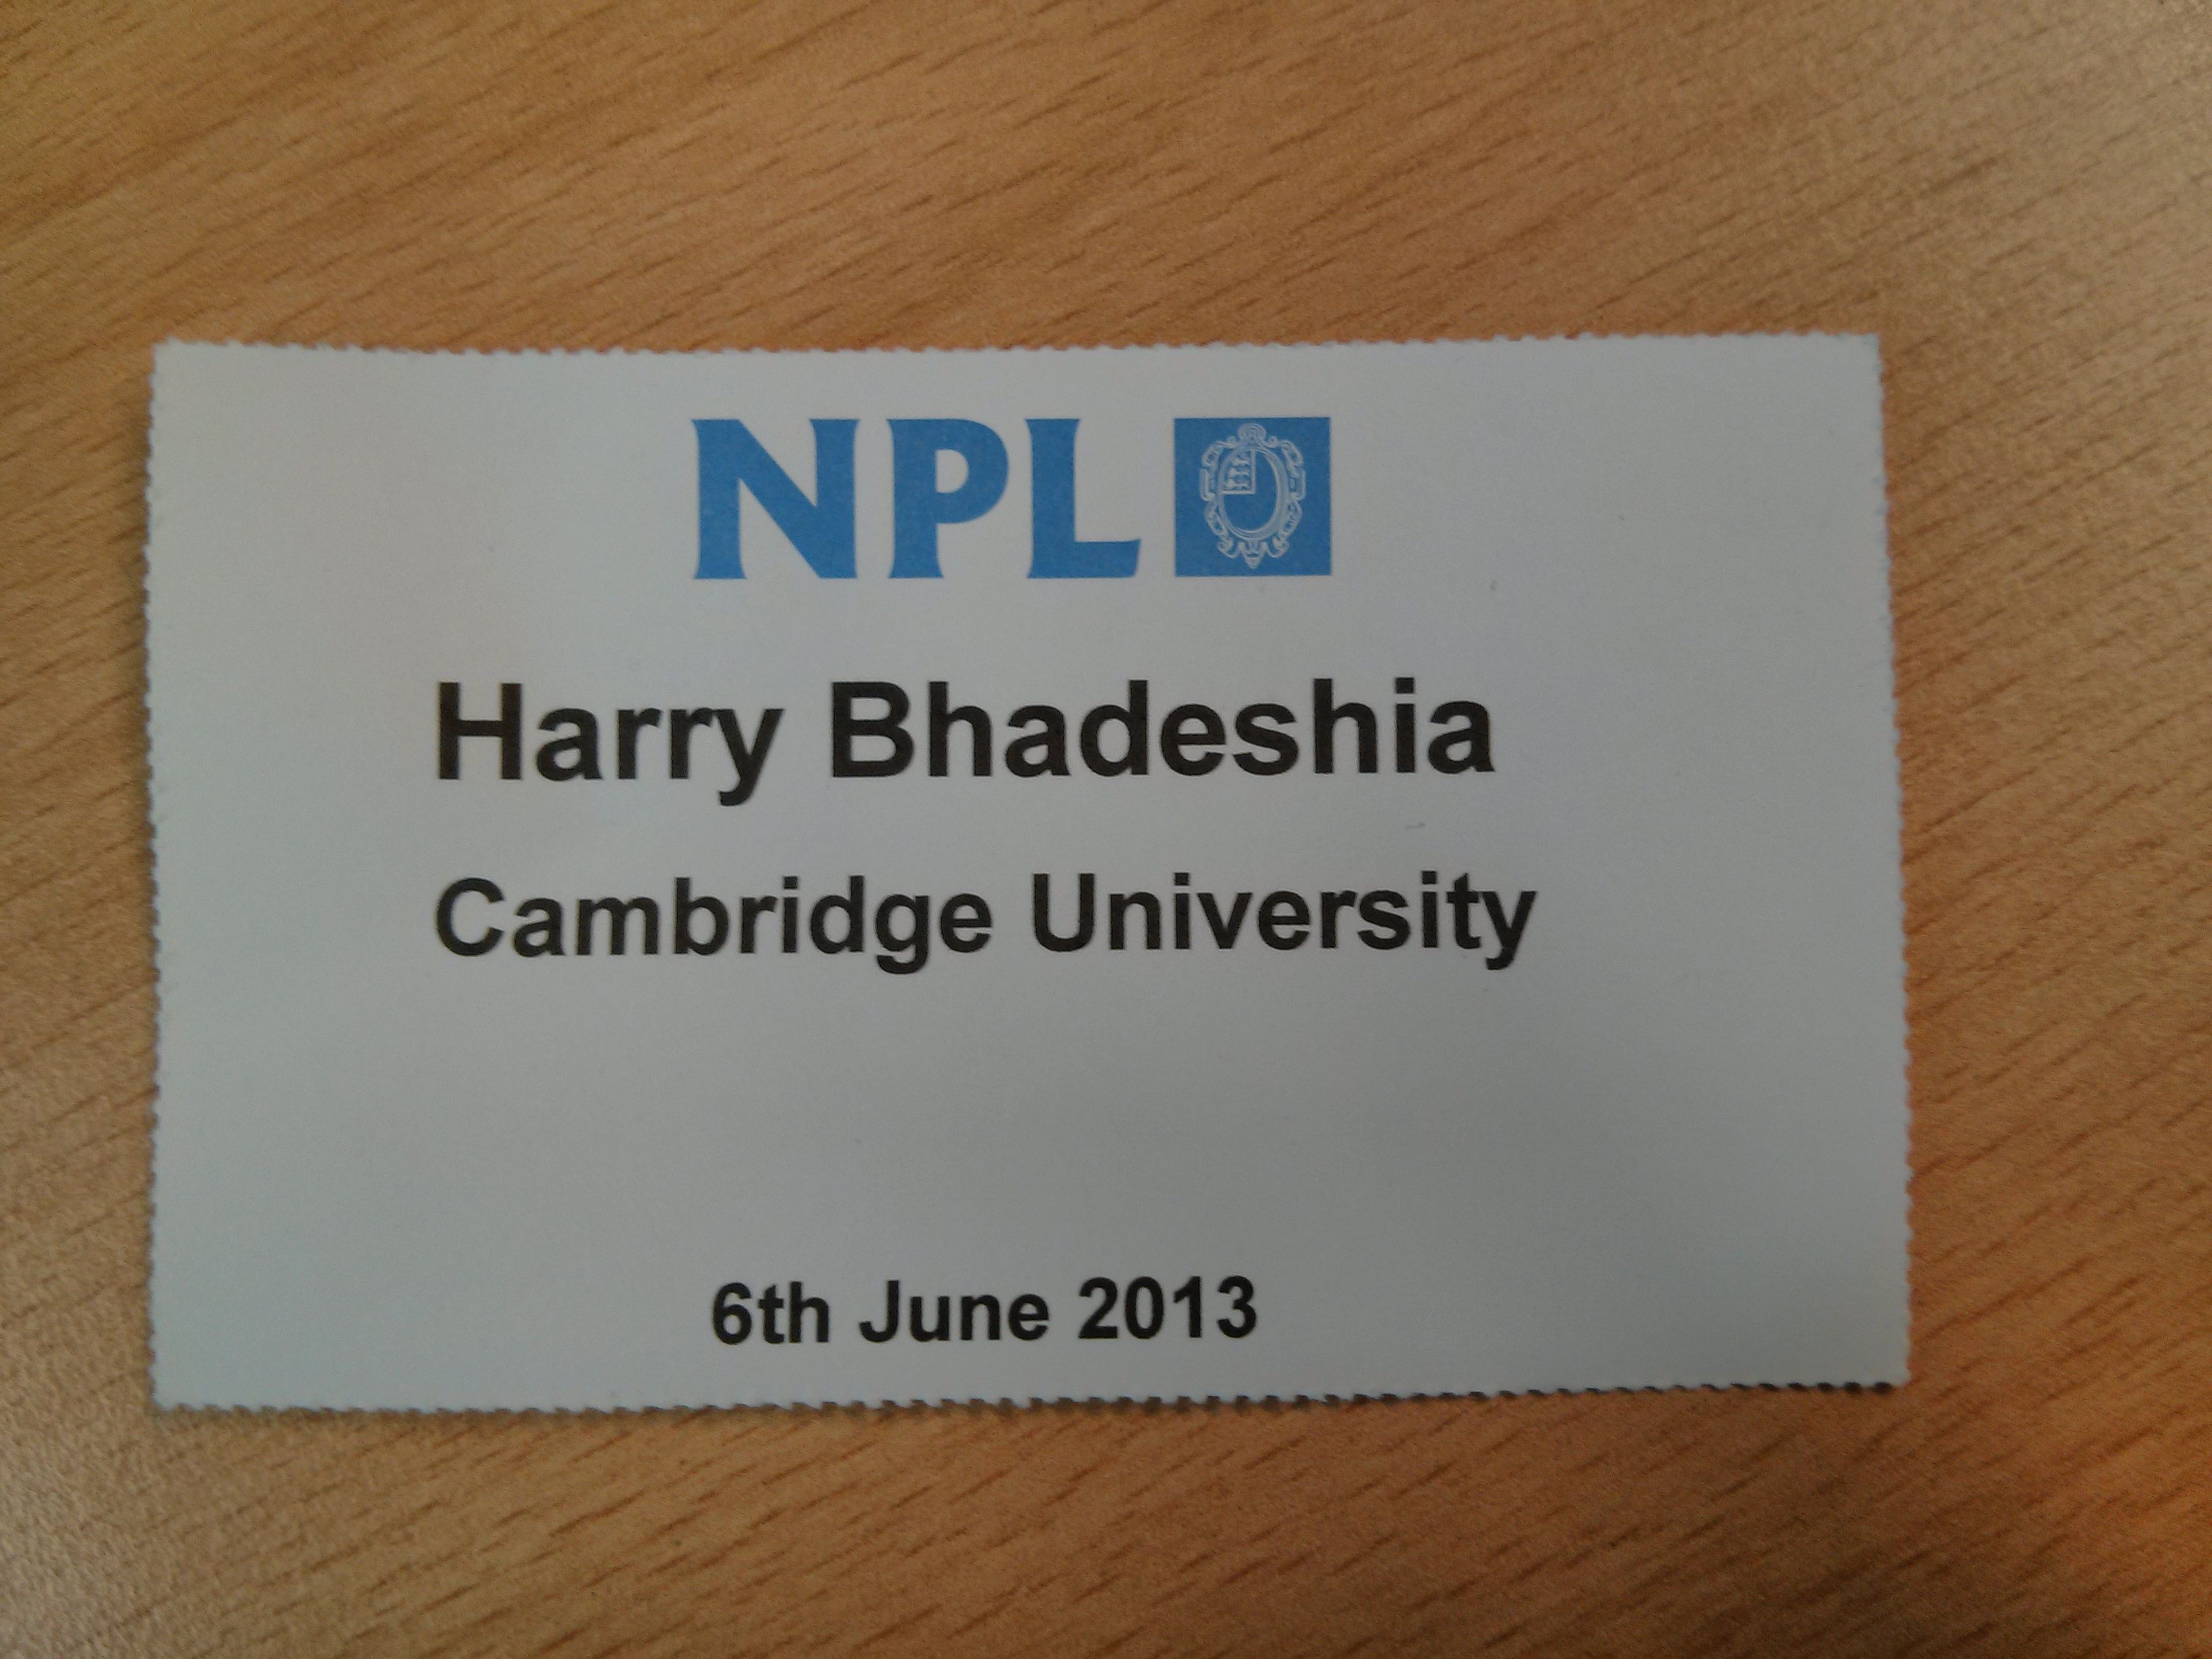 NPL
Harry Bhadeshia
Cambridge University
6th June 2013